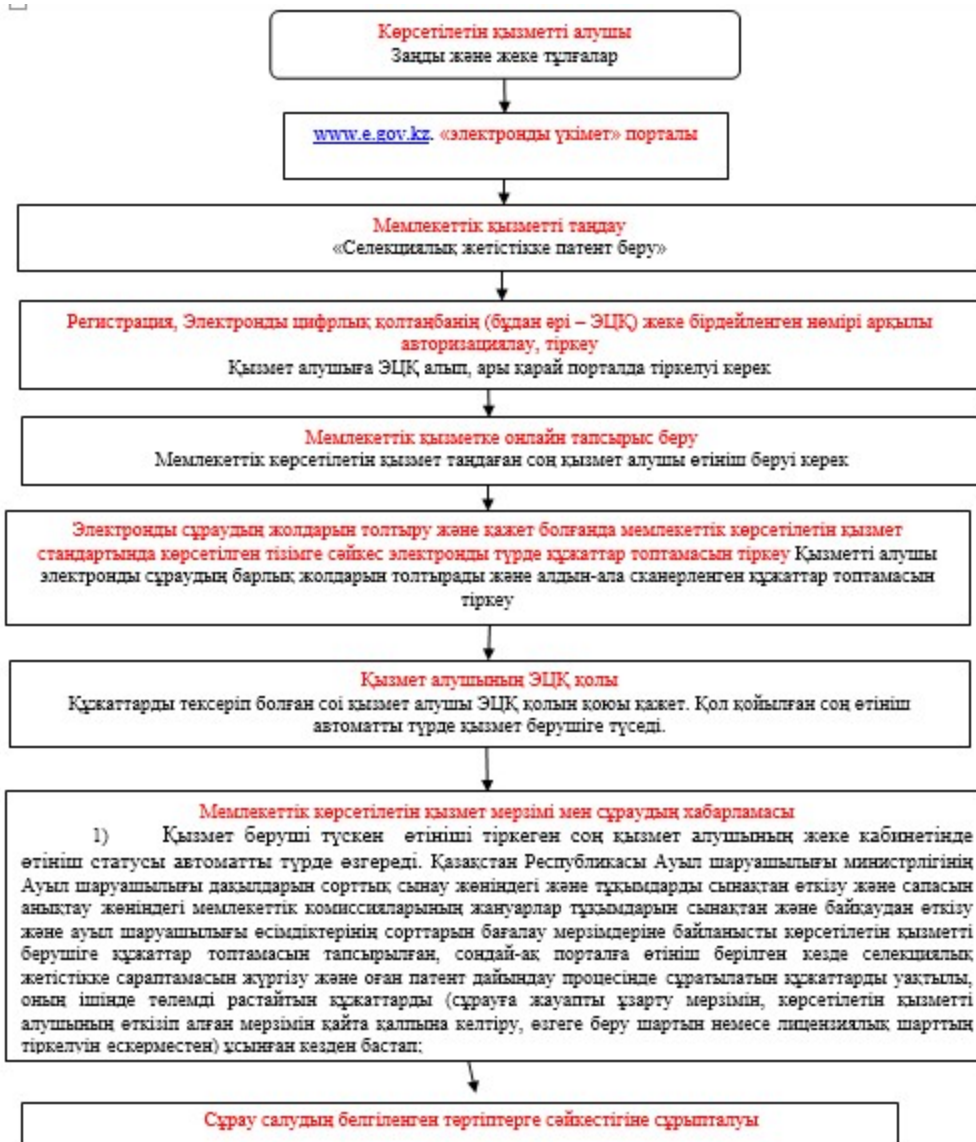 Көрсетілетін қызметті алушы
Заңды және жеке тұлғалар
www.e.gov.kz. «электронды үкімет» порталы
Мемлекеттік қызметті таңдау
«Селекциялық жетістікке патент беру»
Регистрация, Электронды цифрлық қолтаңбанің (бұдан әрі – ЭЦҚ) жеке бірдейленген нөмірі арқылы
авторизациялау, тіркеу
Қызмет алушыға ЭЦҚ алып, ары қарай порталда тіркелуі керек
Мемлекеттік қызметке онлайн тапсырыс беру
Мемлекеттік көрсетілетін қызмет таңдаған соң қызмет алушы өтініш беруі керек
Электронды сұраудың жолдарын толтыру және қажет болғанда мемлекеттік көрсетілетін қызмет
стандартында көрсетілген тізімге сәйкес электронды түрде құжаттар топтамасын тіркеу Қызметті алушы
электронды сұраудың барлық жолдарын толтырады және алдын-ала сканерленген құжаттар топтамасын
тіркеу
Қызмет алушының ЭЦҚ қолы
Құжаттарды тексеріп болған соі қызмет алушы ЭЦҚ қолын қоюы қажет. Қол қойылған соң өтініш
автоматты түрде қызмет берушіге түседі.
Мемлекеттік көрсетілетін қызмет мерзімі мен сұраудың хабарламасы
1) Қызмет беруші түскен өтініші тіркеген соң қызмет алушының жеке кабинетінде
өтініш статусы автоматты түрде өзгереді. Қазақстан Республикасы Ауыл шаруашылығы министрлігінің
Ауыл шаруашылығы дақылдарын сорттық сынау жөніндегі және тұқымдарды сынақтан өткізу және сапасын
анықтау жөніндегі мемлекеттік комиссияларының жануарлар тұқымдарын сынақтан және байқаудан өткізу
және ауыл шаруашылығы өсімдіктерінің сорттарын бағалау мерзімдеріне байланысты көрсетілетін қызметті
берушіге құжаттар топтамасын тапсырылған, сондай-ақ порталға өтініш берілген кезде селекциялық
жетістікке сараптамасын жүргізу және оған патент дайындау процесінде сұратылатын құжаттарды уақтылы,
оның ішінде төлемді растайтын құжаттарды (сұрауға жауапты ұзарту мерзімін, көрсетілетін қызметті
алушының өткізіп алған мерзімін қайта қалпына келтіру, өзгеге беру шартын немесе лицензиялық шарттың
тіркелуін ескерместен) ұсынған кезден бастап;
Сұрау салудың белгіленген тәртіптерге сәйкестігіне сұрыпталуы